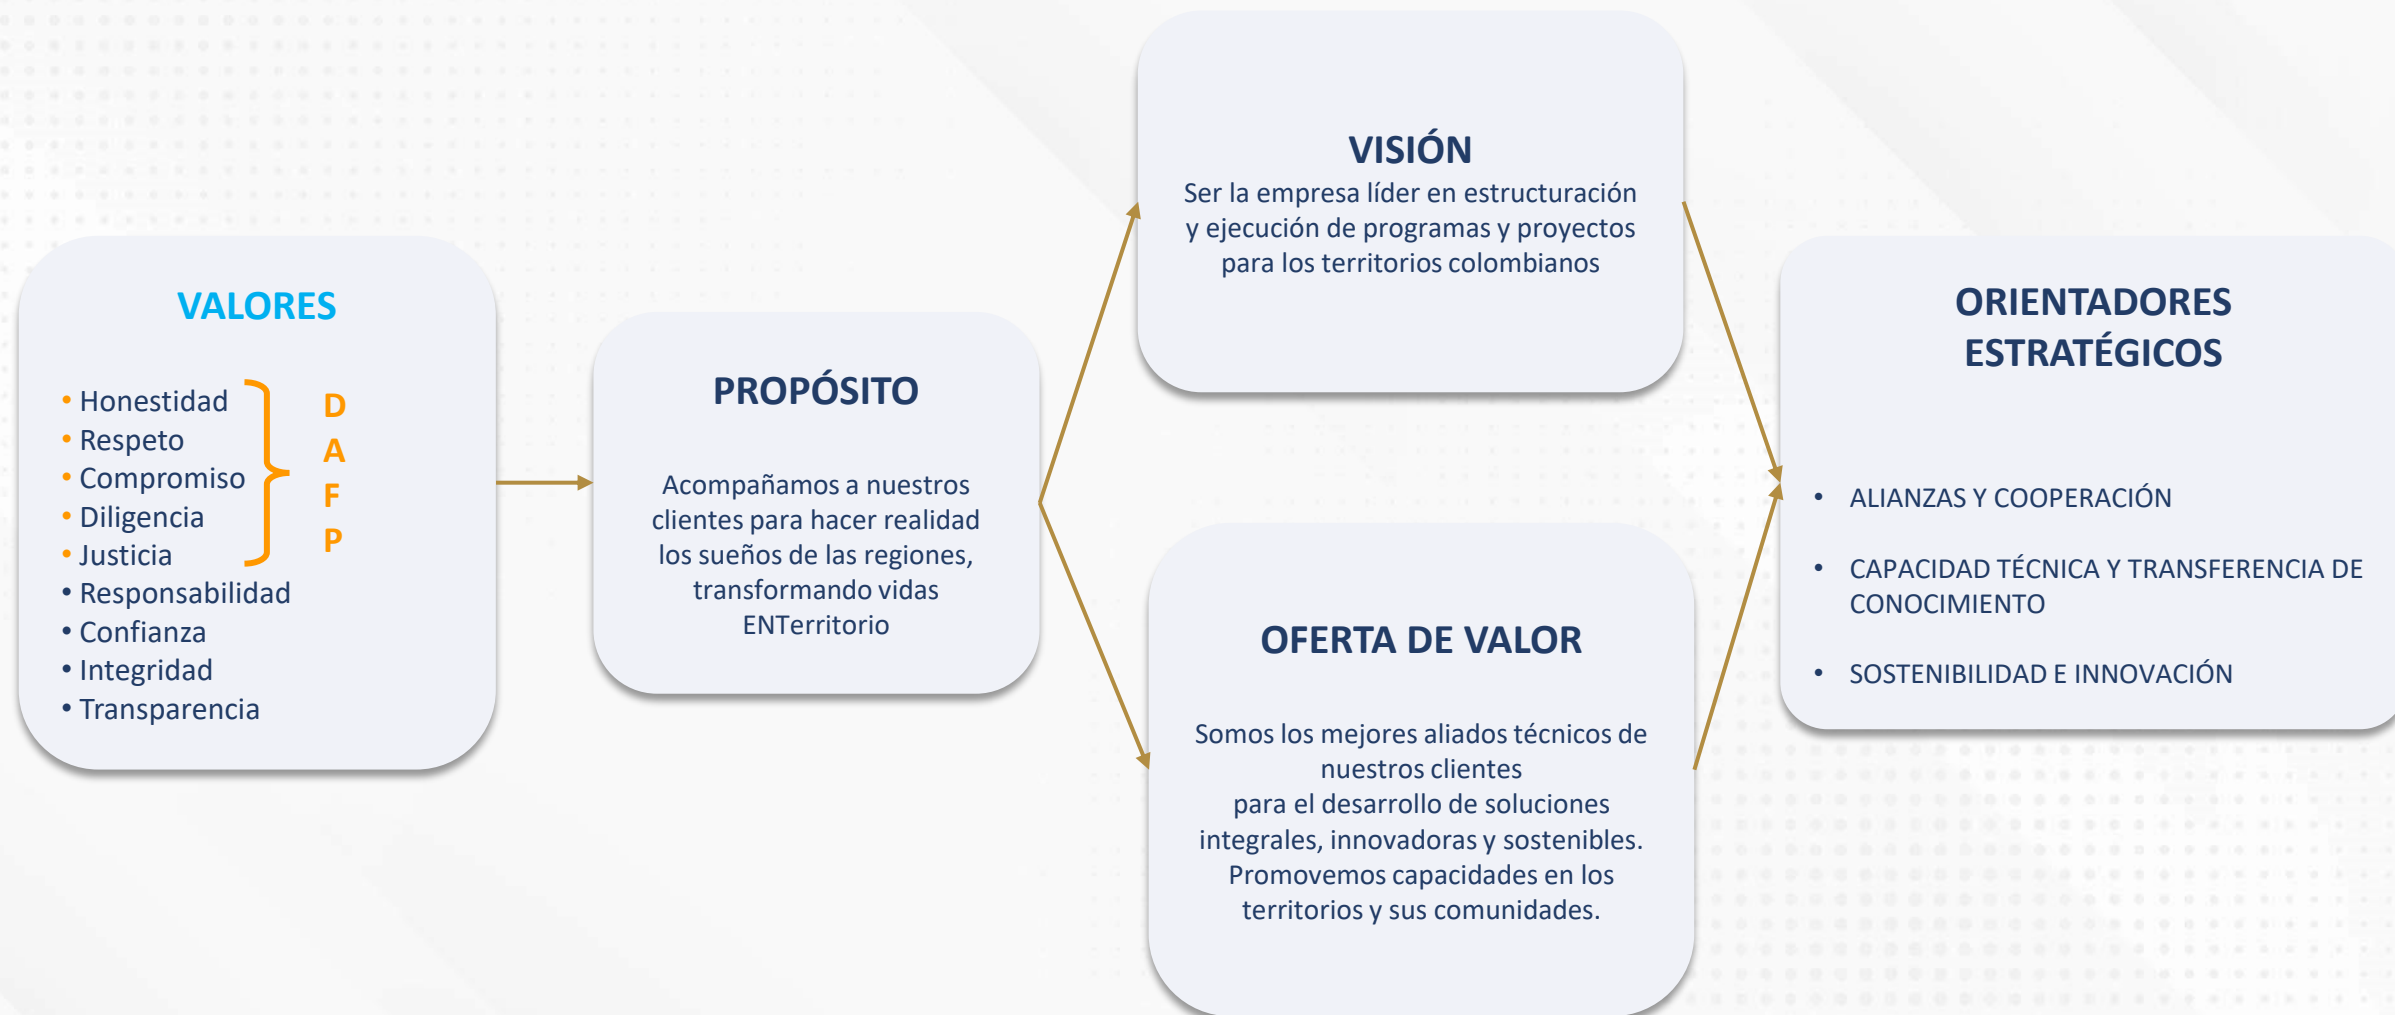 VALORES
• Honestidad
• Respeto
• Compromiso
• Diligencia
• Justicia
• Responsabilidad
• Confianza
• Integridad
• Transparencia
D
A
F
P
PROPÓSITO
Acompañamos a nuestros
clientes para hacer realidad
los sueños de las regiones,
transformando vidas
ENTerritorio
VISIÓN
Ser la empresa líder en estructuración
y ejecución de programas y proyectos
para los territorios colombianos
OFERTA DE VALOR
Somos los mejores aliados técnicos de
nuestros clientes
para el desarrollo de soluciones
integrales, innovadoras y sostenibles.
Promovemos capacidades en los
territorios y sus comunidades.
ORIENTADORES
ESTRATÉGICOS
• ALIANZAS Y COOPERACIÓN
• CAPACIDAD TÉCNICA Y TRANSFERENCIA DE
CONOCIMIENTO
• SOSTENIBILIDAD E INNOVACIÓN